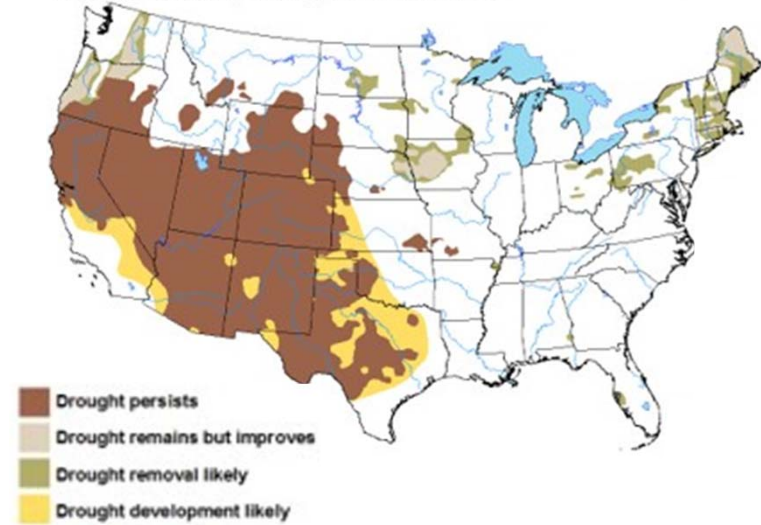 Drought persists
Drought remains but improves
Drought removal likely
Drought development likely